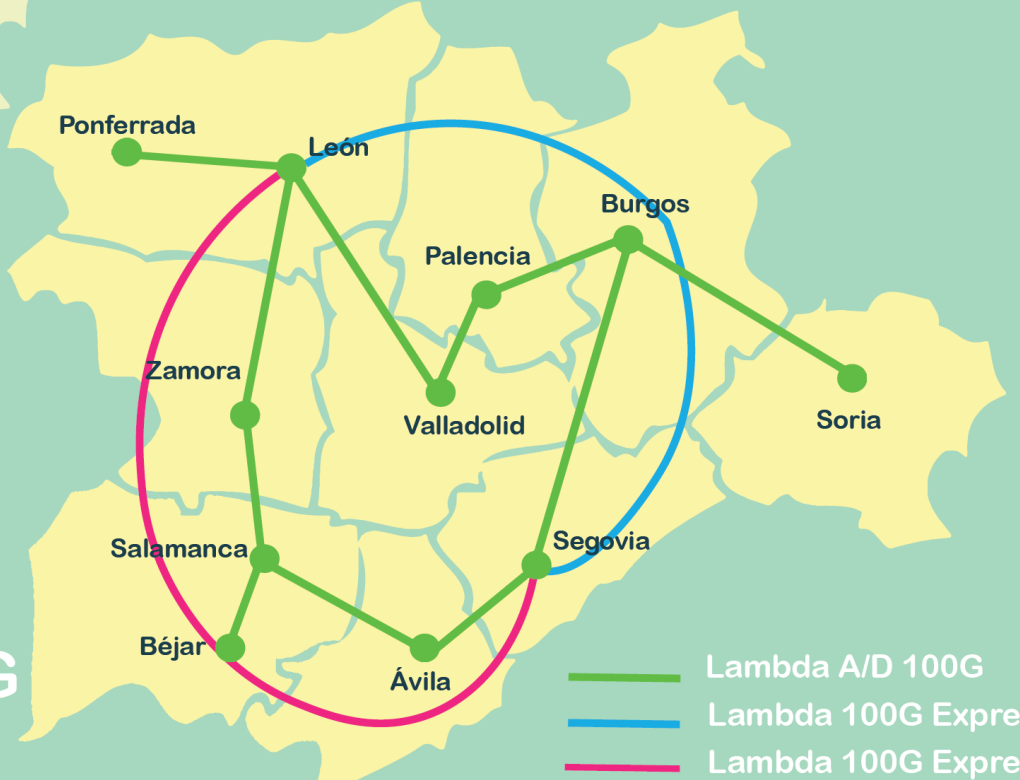 Ponferrada
León
Burgos
Palencia
Zamora
Valladolid
Soria
Segovia
Salamanca
Béjar
Ávila
G
Lambda A/D 100G
Lambda 100G Expre
Lambda 100G Expre